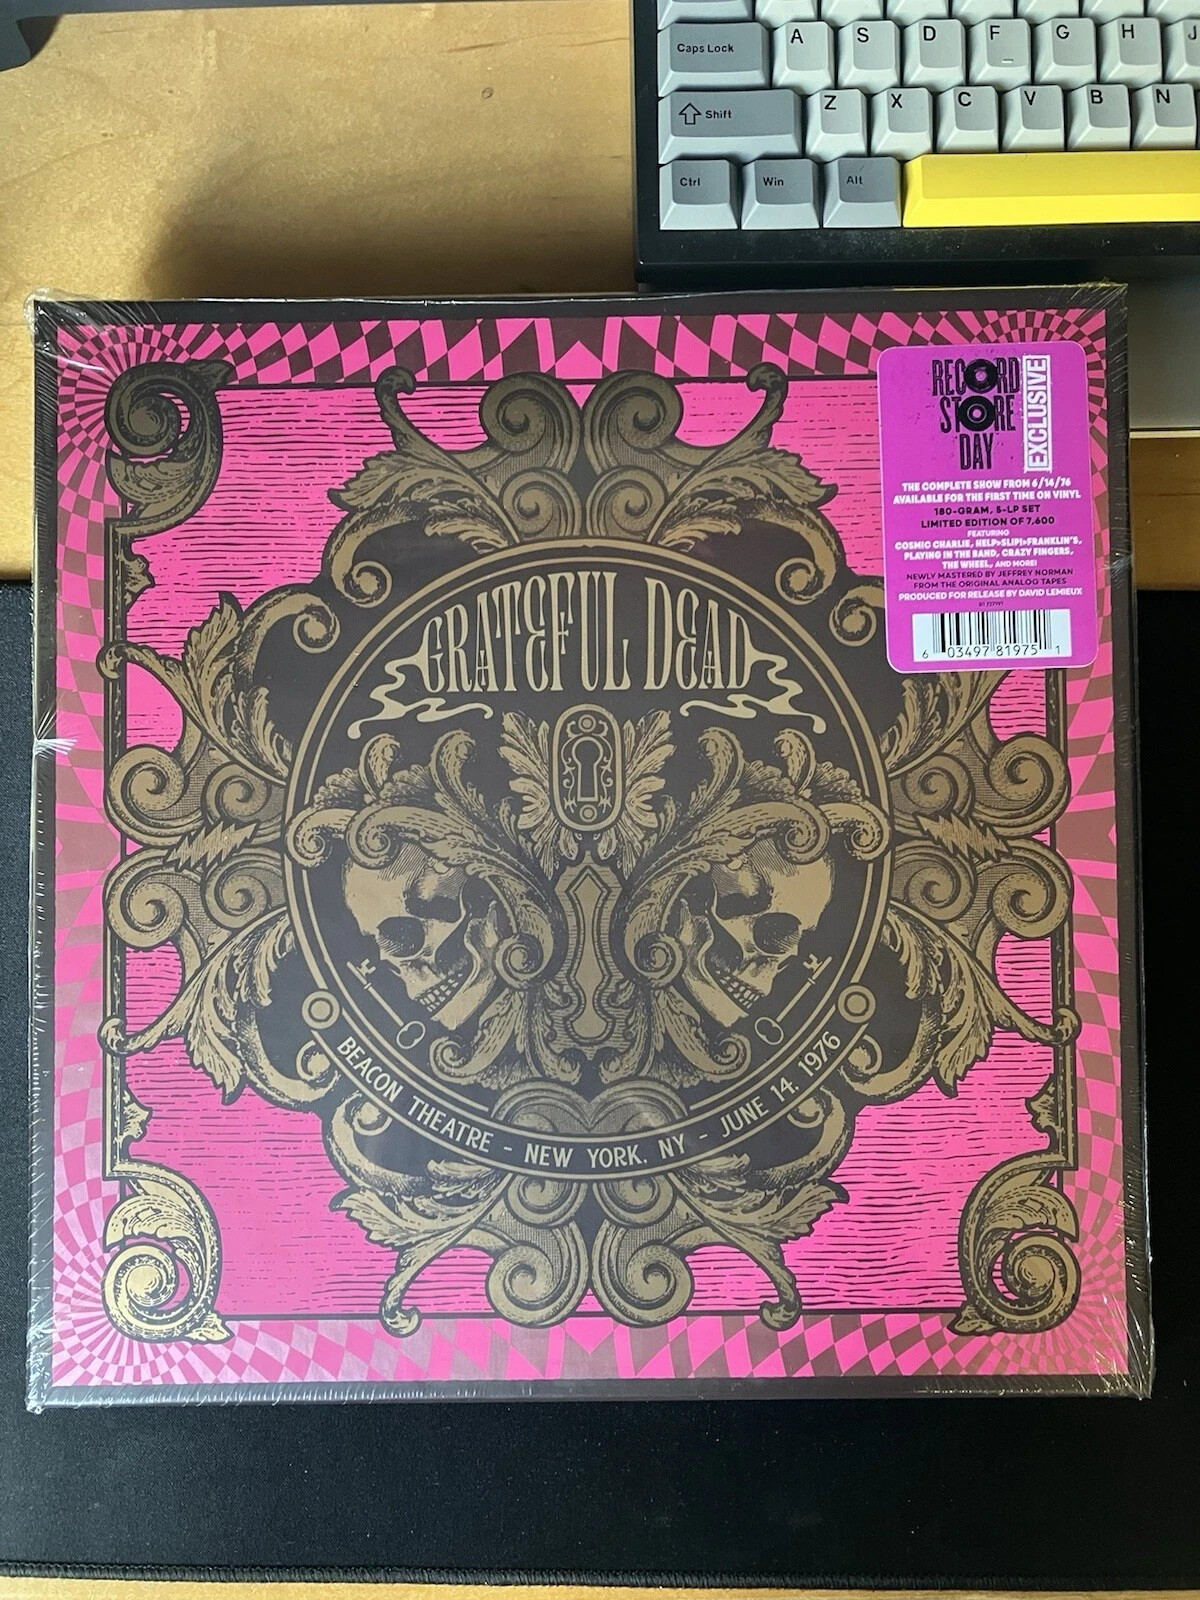 Caps Lock
A
S
D
F
G
H
J
Shift
Z
X
C
V
B
N
Ctrl
Win
Alt
RECORD
STORE
DAY
EXCLUSIVE
THE COMPLETE SHOW FROM 6/14/76
AVAILABLE FOR THE FIRST TIME ON VINYL
180-GRAM, 5-LP SET
LIMITED EDITION OF 7,600
FEATURING
COSMIC CHARLIE, HELP>SLIP!>FRANKLIN'S,
PLAYING IN THE BAND, CRAZY FINGERS,
THE WHEEL, AND MORE!
NEWLY MASTERED BY JEFFREY NORMAN
FROM THE ORIGINAL ANALOG TAPES
PRODUCED FOR RELEASE BY DAVID LEMIEUX
6 03497 81975 1
GRATEFUL DEAD
BEACON THEATRE - NEW YORK, NY - JUNE 14, 1976